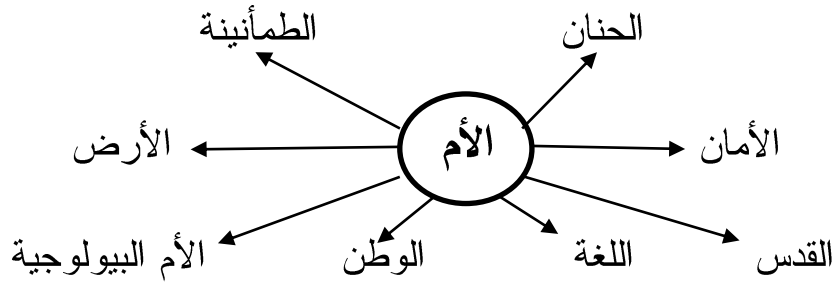 الحنان
الطمأنينة
الأم
الأمان
الأرض
القدس
اللغة
الوطن
الأم البيولوجية